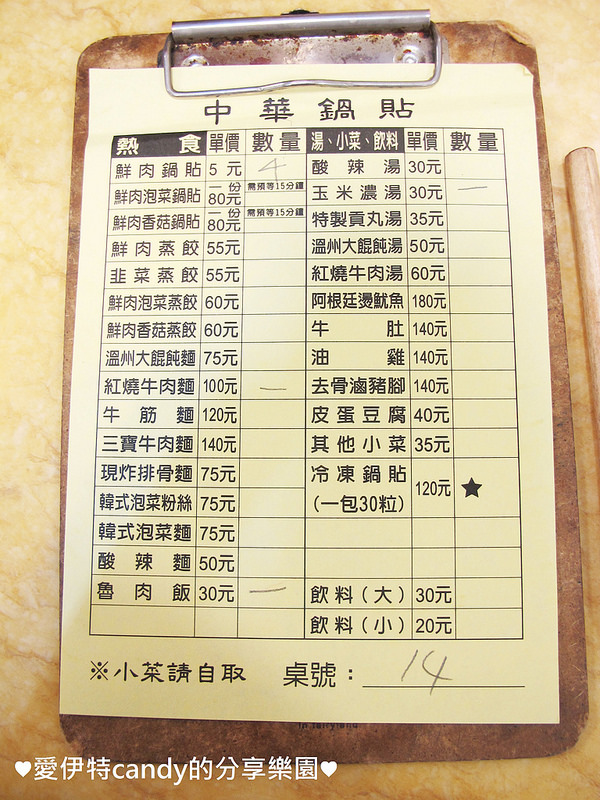 中華鍋貼
熱食 單價 數量 湯、小菜、飲料 單價 數量
鮮肉鍋貼 5元 4 酸辣湯 30元
鮮肉泡菜鍋貼 一份80元 需預等15分鐘 玉米濃湯 30元 一
鮮肉香菇鍋貼 一份80元 需預等15分鐘 特製貢丸湯 35元
鮮肉蒸餃 55元 溫州大餛飩湯 50元
韭菜蒸餃 55元 紅燒牛肉湯 60元
鮮肉泡菜蒸餃 60元 阿根廷燙魷魚 180元
鮮肉香菇蒸餃 60元 牛肚 140元
溫州大餛飩麵 75元 油雞 140元
紅燒牛肉麵 100元 一 去骨滷豬腳 140元
牛筋麵 120元 皮蛋豆腐 40元
三寶牛肉麵 140元 其他小菜 35元
現炸排骨麵 75元 冷凍鍋貼
韓式泡菜粉絲 75元 (一包30粒) 120元 ★
韓式泡菜麵 75元
酸辣麵 50元
魯肉飯 30元 一 飲料(大) 30元
飲料(小) 20元
※小菜請自取 桌號：14
♥愛伊特candy的分享樂園♥